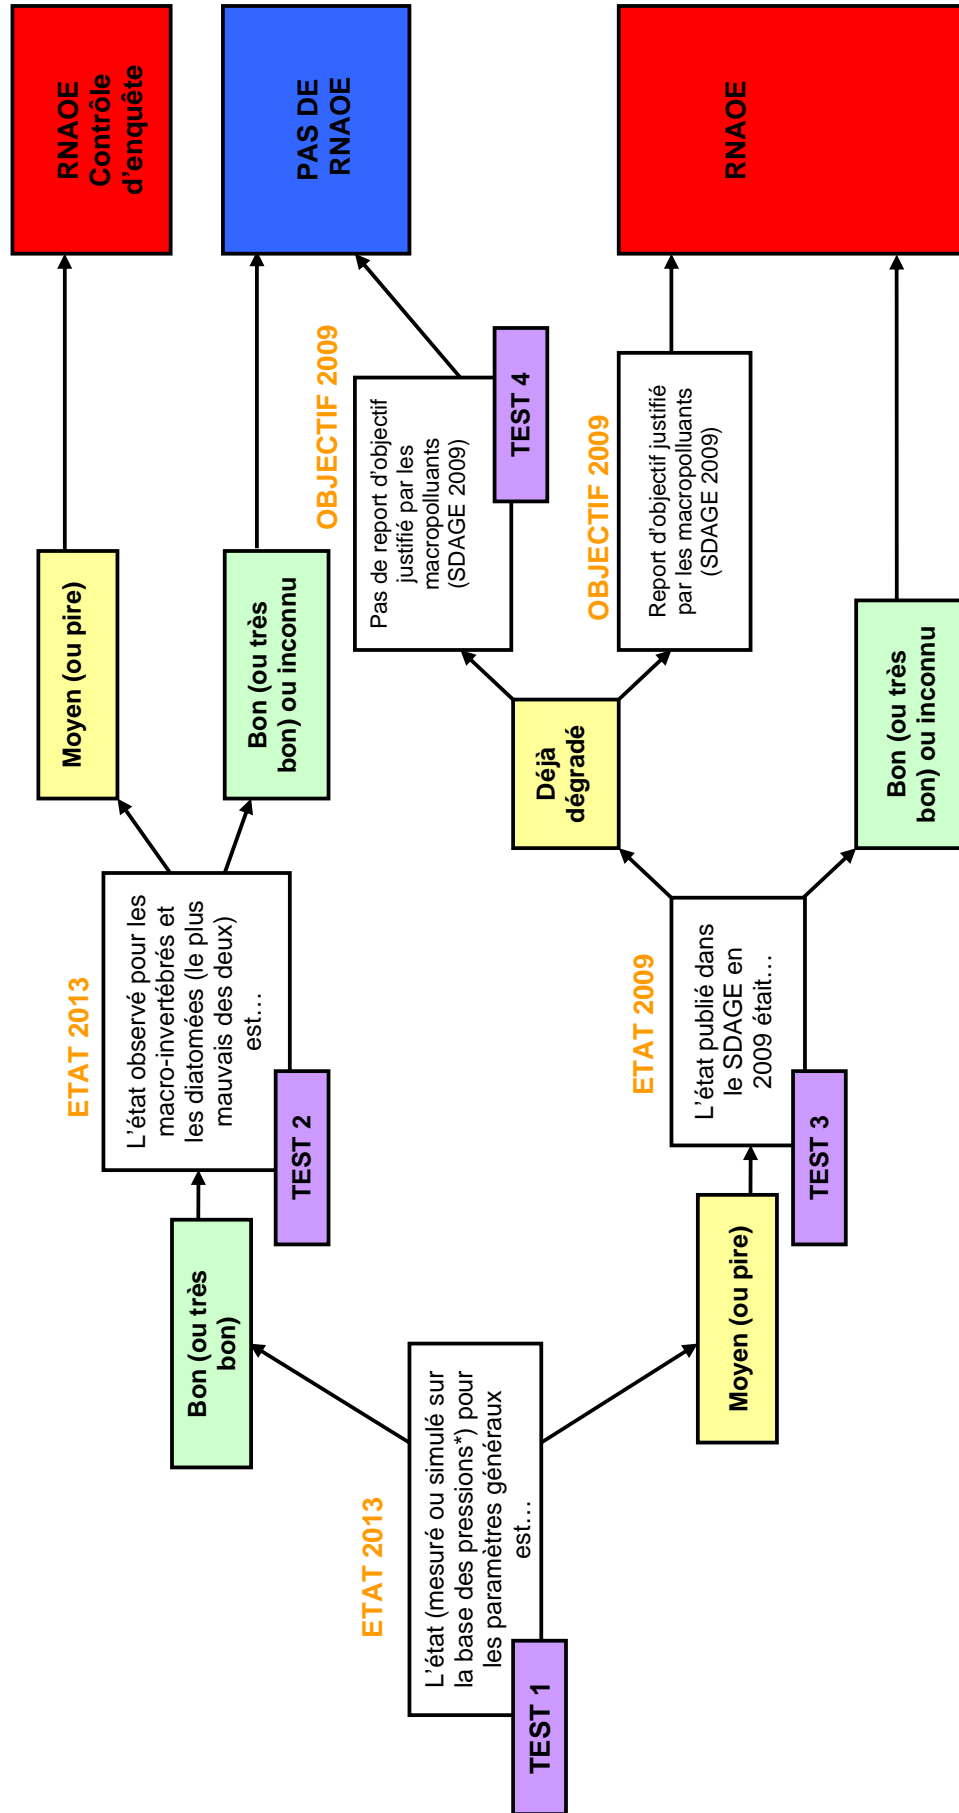 ETAT 2013
L'état (mesuré ou simulé sur
la base des pressions*) pour
les paramètres généraux
est…
TEST 1
Bon (ou très
bon)
Moyen (ou pire)
ETAT 2013
L'état observé pour les
macro-invertébrés et
les diatomées (le plus
mauvais des deux)
est…
TEST 2
ETAT 2009
L'état publié dans
le SDAGE en
2009 était…
TEST 3
Moyen (ou pire)
Bon (ou très
bon) ou inconnu
Déjà
dégradé
Bon (ou très
bon) ou inconnu
OBJECTIF 2009
Pas de report d'objectif
justifié par les
macropolluants
(SDAGE 2009)
TEST 4
OBJECTIF 2009
Report d'objectif justifié
par les macropolluants
(SDAGE 2009)
RNAOE
Contrôle
d'enquête
PAS DE
RNAOE
RNAOE